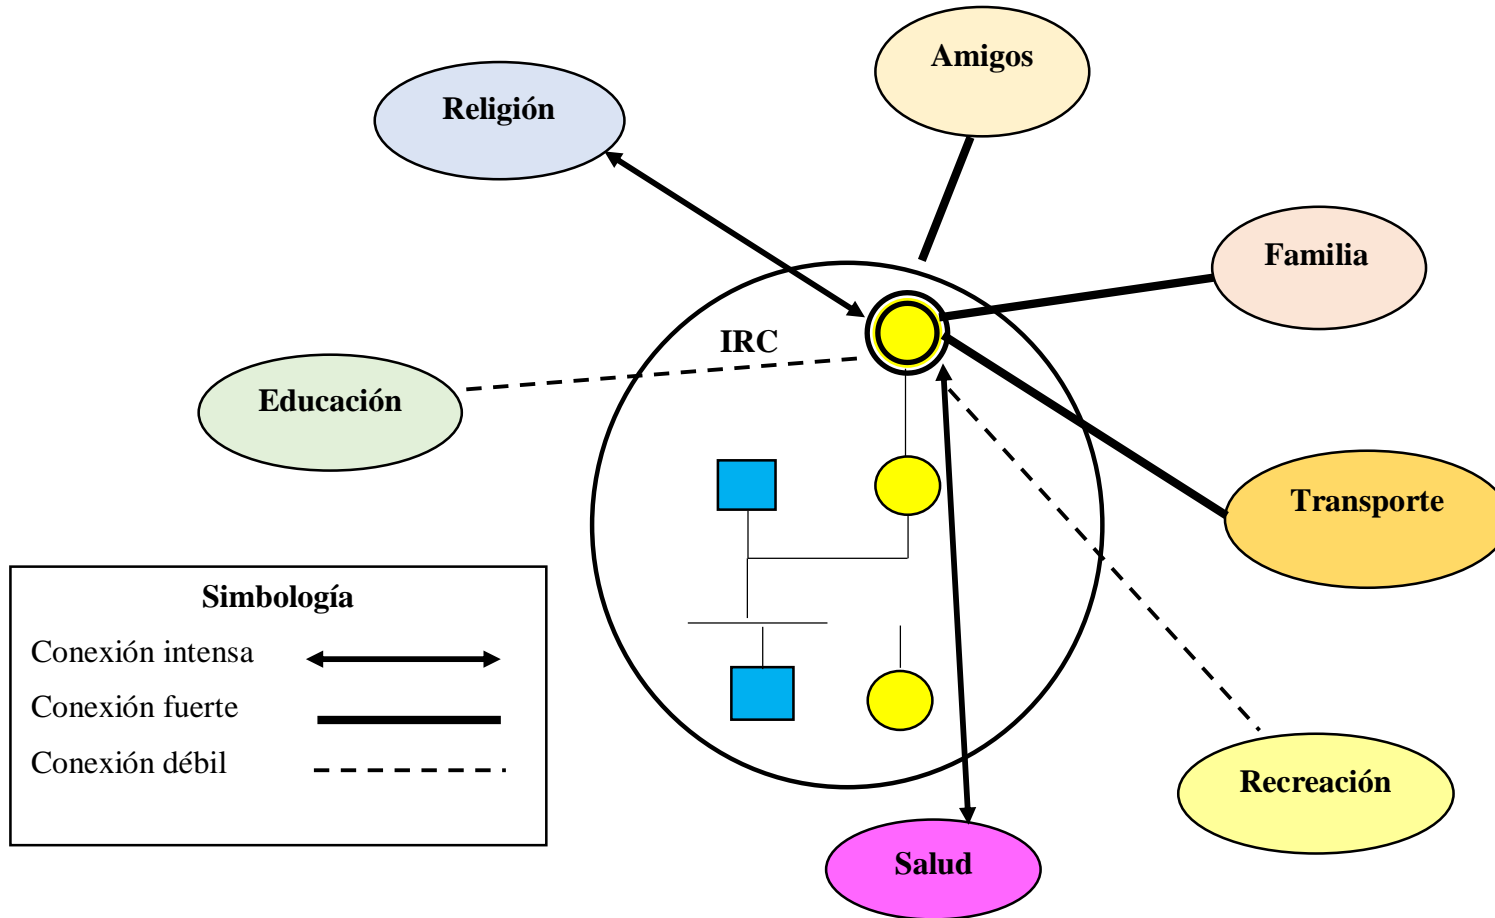 Amigos
Religión
Familia
IRC
Educación
Transporte
Simbología
Conexión intensa
Conexión fuerte
Conexión débil
Recreación
Salud